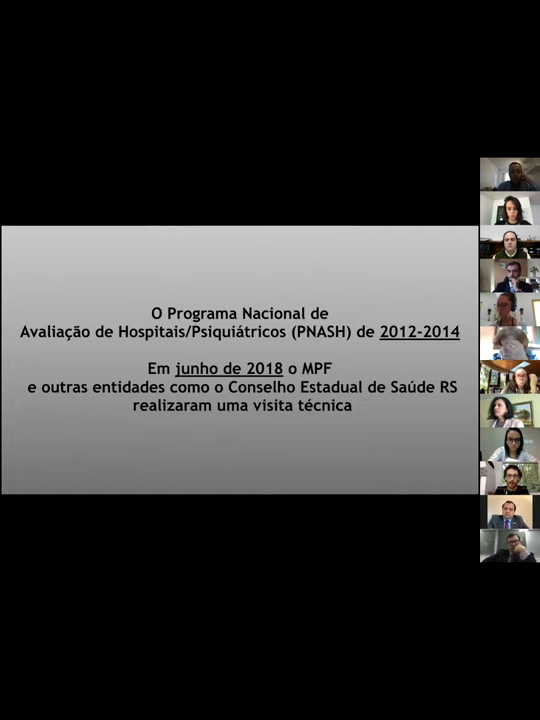 O Programa Nacional de
Avaliação de Hospitais/Psiquiátricos (PNASH) de 2012-2014
Em junho de 2018 o MPF
e outras entidades como o Conselho Estadual de Saúde RS
realizaram uma visita técnica